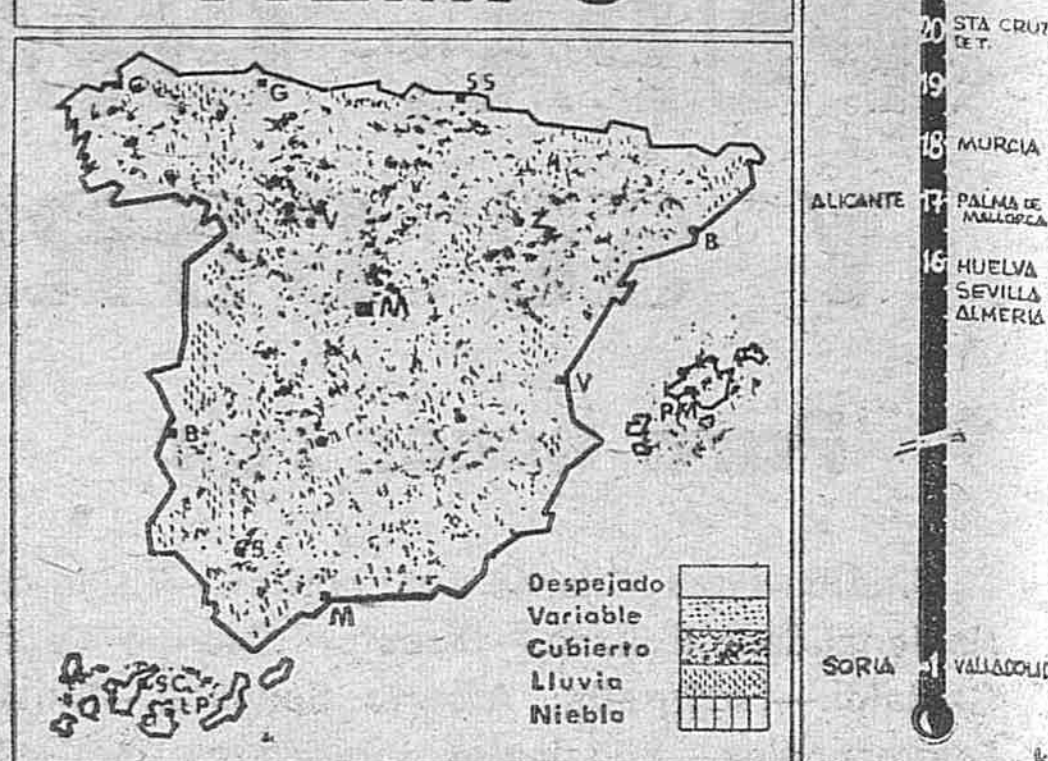 C
G
SS
V
Z
B
M
V
PM
B
S
M
SC
LP
Despejado
Variable
Cubierto
Lluvia
Niebla
20 STA CRUZ
DE T.
19
18 MURCIA
ALICANTE 17 PALMA DE
MALLORCA
16 HUELVA
SEVILLA
ALMERIA
SORIA -1 VALLADOLID